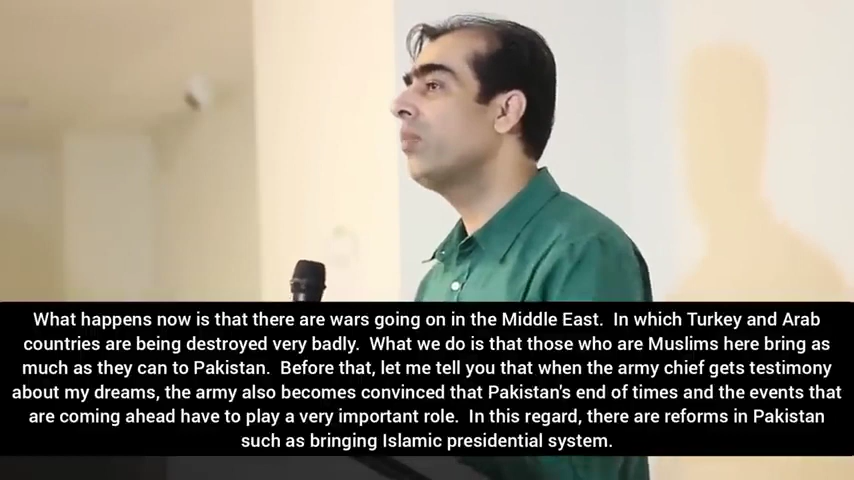 What happens now is that there are wars going on in the Middle East.  In which Turkey and Arab
countries are being destroyed very badly.  What we do is that those who are Muslims here bring as
much as they can to Pakistan.  Before that, let me tell you that when the army chief gets testimony
about my dreams, the army also becomes convinced that Pakistan's end of times and the events that
are coming ahead have to play a very important role.  In this regard, there are reforms in Pakistan
such as bringing Islamic presidential system.